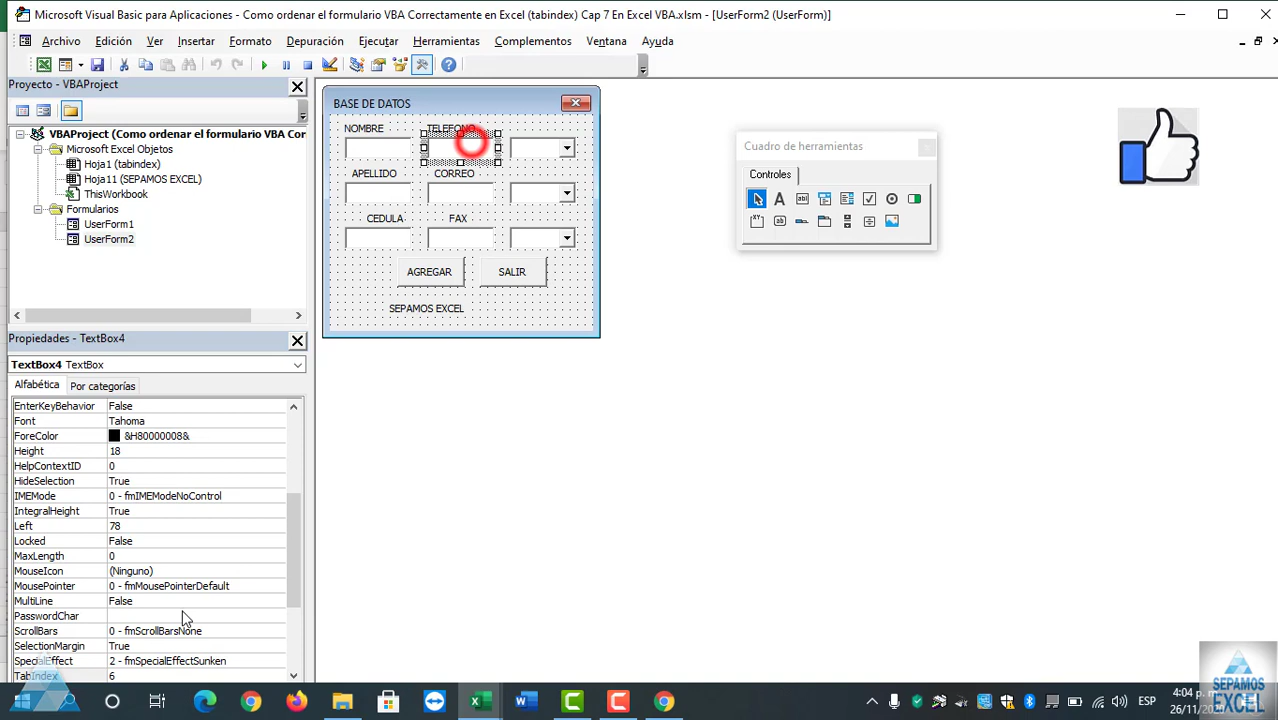 Microsoft Visual Basic para Aplicaciones - Como ordenar el formulario VBA Correctamente en Excel (tabindex) Cap 7 En Excel VBA.xlsm - [UserForm2 (UserForm)]
Archivo Edición Ver Insertar Formato Depuración Ejecutar Herramientas Complementos Ventana Ayuda
Proyecto - VBAProject
VBAProject (Como ordenar el formulario VBA Cor
Microsoft Excel Objetos
Hoja1 (tabindex)
Hoja11 (SEPAMOS EXCEL)
ThisWorkbook
Formularios
UserForm1
UserForm2
Propiedades - TextBox4
TextBox4 TextBox
Alfabética Por categorías
EnterKeyBehavior False
Font Tahoma
ForeColor &H80000008&
Height 18
HelpContextID 0
HideSelection True
IMEMode 0 - fmIMEModeNoControl
IntegralHeight True
Left 78
Locked False
MaxLength 0
MouseIcon (Ninguno)
MousePointer 0 - fmMousePointerDefault
MultiLine False
PasswordChar
ScrollBars 0 - fmScrollBarsNone
SelectionMargin True
SpecialEffect 2 - fmSpecialEffectSunken
TabIndex 6
BASE DE DATOS
NOMBRE TELEFONO
APELLIDO CORREO
CEDULA FAX
AGREGAR SALIR
SEPAMOS EXCEL
Cuadro de herramientas
Controles
ESP
4:04 p. m.
26/11/20
SEPAMOS
EXCEL